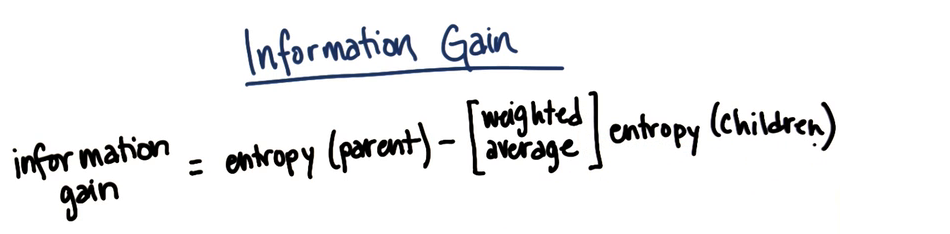 Information Gain
information gain = entropy (parent) - [weighted average] entropy (children)